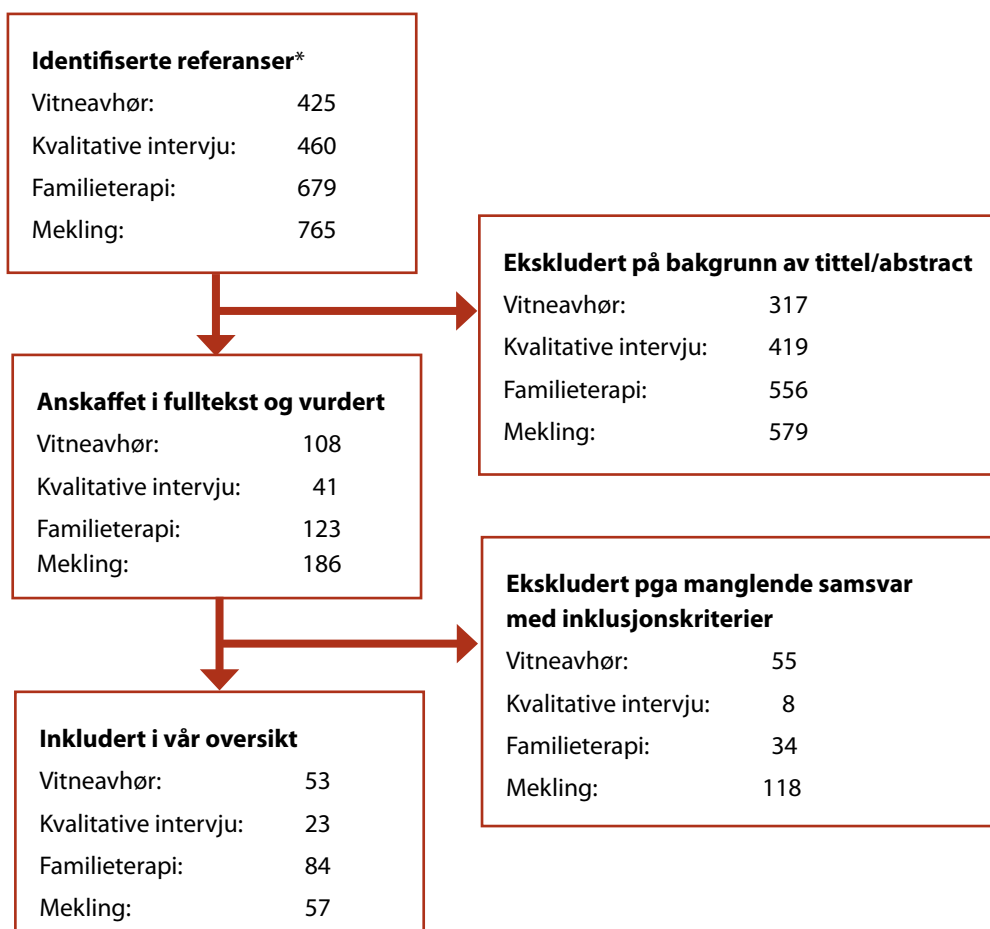 Identifiserte referanser*
Vitneavhør: 425
Kvalitative intervju: 460
Familieterapi: 679
Mekling: 765
Ekskludert på bakgrunn av tittel/abstract
Vitneavhør: 317
Kvalitative intervju: 419
Familieterapi: 556
Mekling: 579
Anskaffet i fulltekst og vurdert
Vitneavhør: 108
Kvalitative intervju: 41
Familieterapi: 123
Mekling: 186
Ekskludert pga manglende samsvar
med inklusjonskriterier
Vitneavhør: 55
Kvalitative intervju: 8
Familieterapi: 34
Mekling: 118
Inkludert i vår oversikt
Vitneavhør: 53
Kvalitative intervju: 23
Familieterapi: 84
Mekling: 57